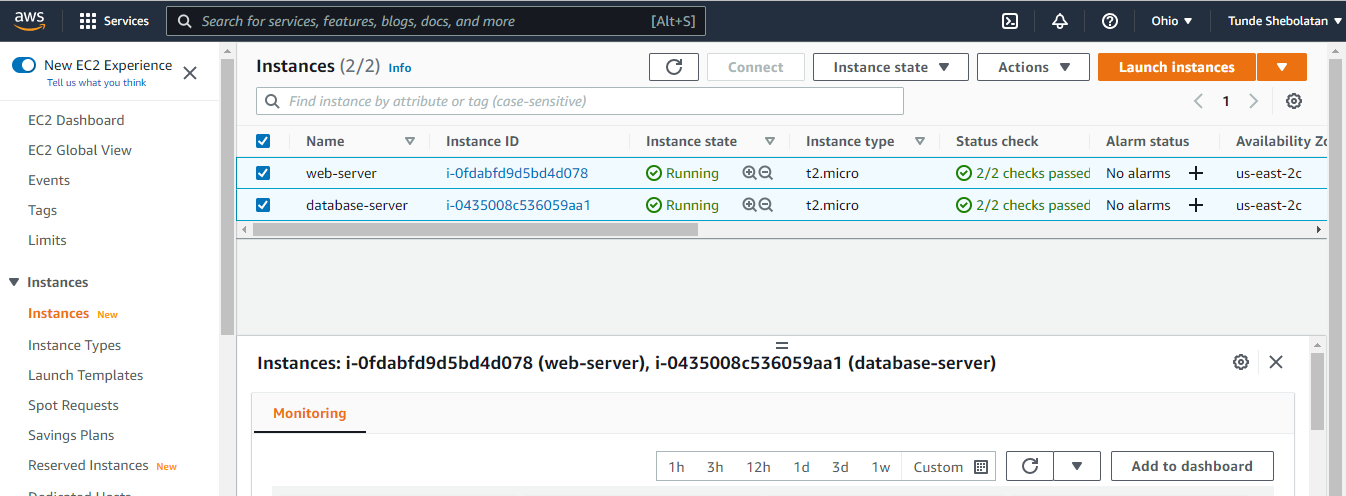 aws Services Search for services, features, blogs, docs, and more [Alt+S] Ohio Tunde Shebolatan
New EC2 Experience
Tell us what you think
EC2 Dashboard
EC2 Global View
Events
Tags
Limits
Instances
Instances New
Instance Types
Launch Templates
Spot Requests
Savings Plans
Reserved Instances New
Dedicated Hosts
Instances (2/2) Info Connect Instance state Actions Launch instances
Find instance by attribute or tag (case-sensitive) 1
Name Instance ID Instance state Instance type Status check Alarm status Availability Zo
web-server i-0fdabfd9d5bd4d078 Running t2.micro 2/2 checks passed No alarms us-east-2c
database-server i-0435008c536059aa1 Running t2.micro 2/2 checks passed No alarms us-east-2c
Instances: i-0fdabfd9d5bd4d078 (web-server), i-0435008c536059aa1 (database-server)
Monitoring
1h 3h 12h 1d 3d 1w Custom Add to dashboard